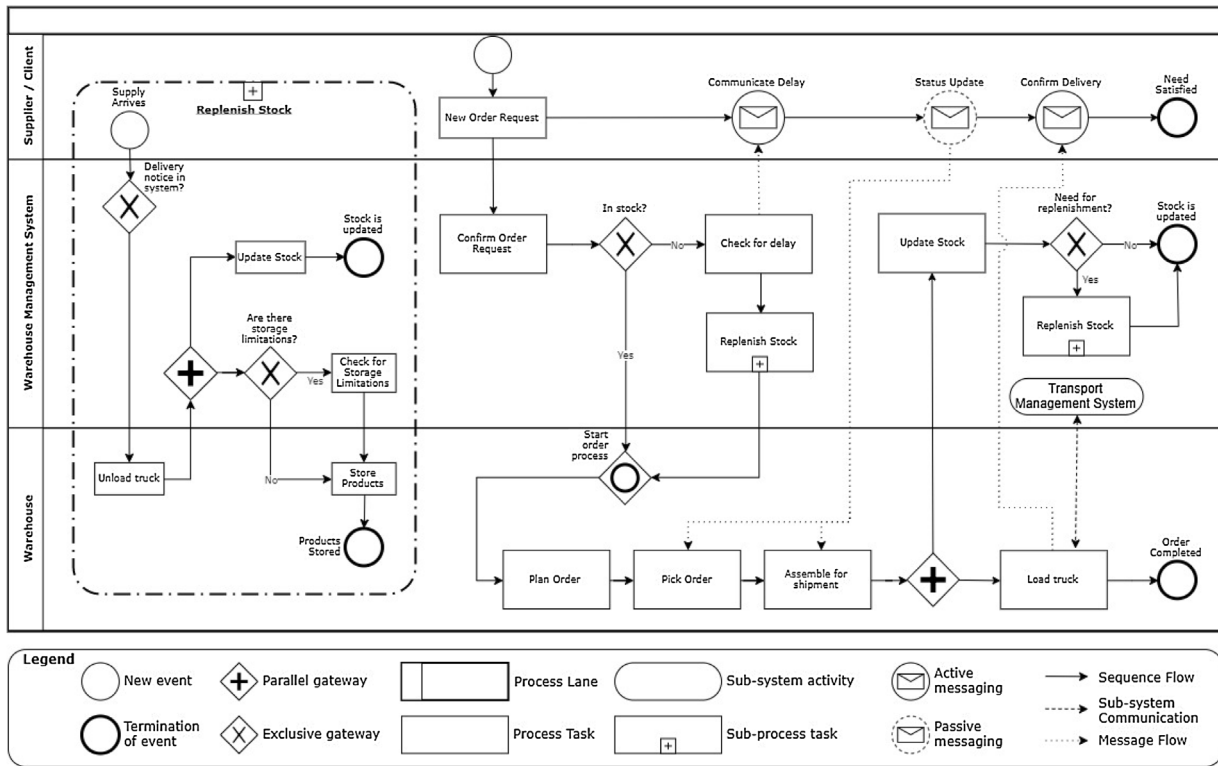 Supplier / Client
Warehouse Management System
Warehouse
Supply
Arrives
Replenish Stock
Delivery
notice in
system?
Update Stock
Stock is
updated
Are there
storage
limitations?
Yes
Check for
Storage
Limitations
Unload truck
No
Store
Products
Products
Stored
New Order Request
Communicate Delay
Status Update
Confirm Delivery
Need
Satisfied
Confirm Order
Request
In stock?
No
Check for delay
Yes
Replenish Stock
Update Stock
Need for
replenishment?
No
Stock is
updated
Yes
Replenish Stock
Transport
Management System
Start
order
process
Plan Order
Pick Order
Assemble for
shipment
Load truck
Order
Completed
Legend
New event
Parallel gateway
Process Lane
Sub-system activity
Active
messaging
Sequence Flow
Sub-system
Communication
Termination
of event
Exclusive gateway
Process Task
Sub-process task
Passive
messaging
Message Flow